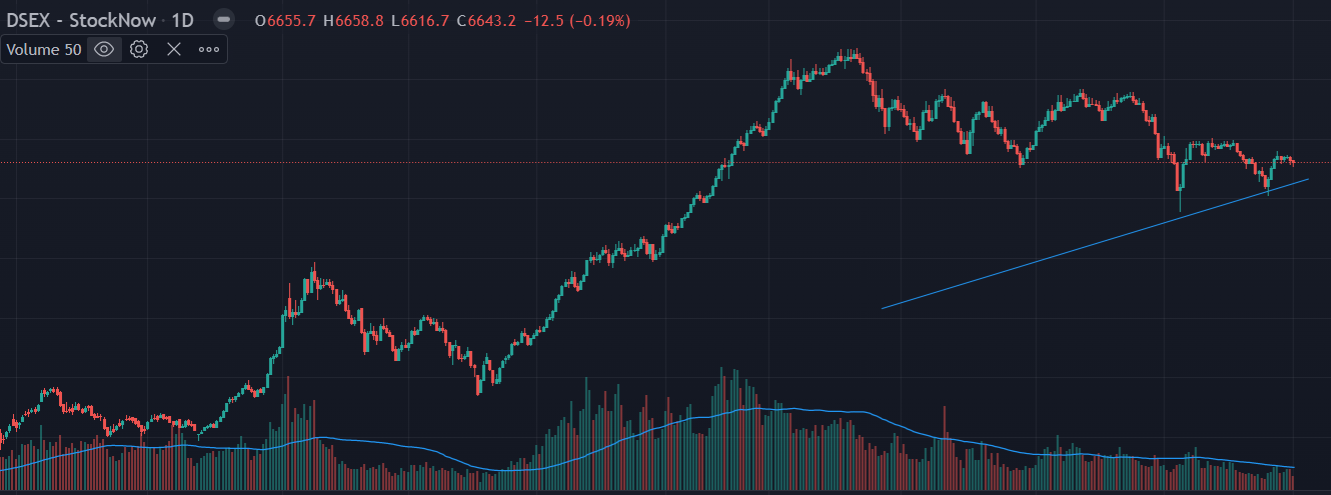 DSEX - StockNow · 1D O6655.7 H6658.8 L6616.7 C6643.2 −12.5 (−0.19%)
Volume 50